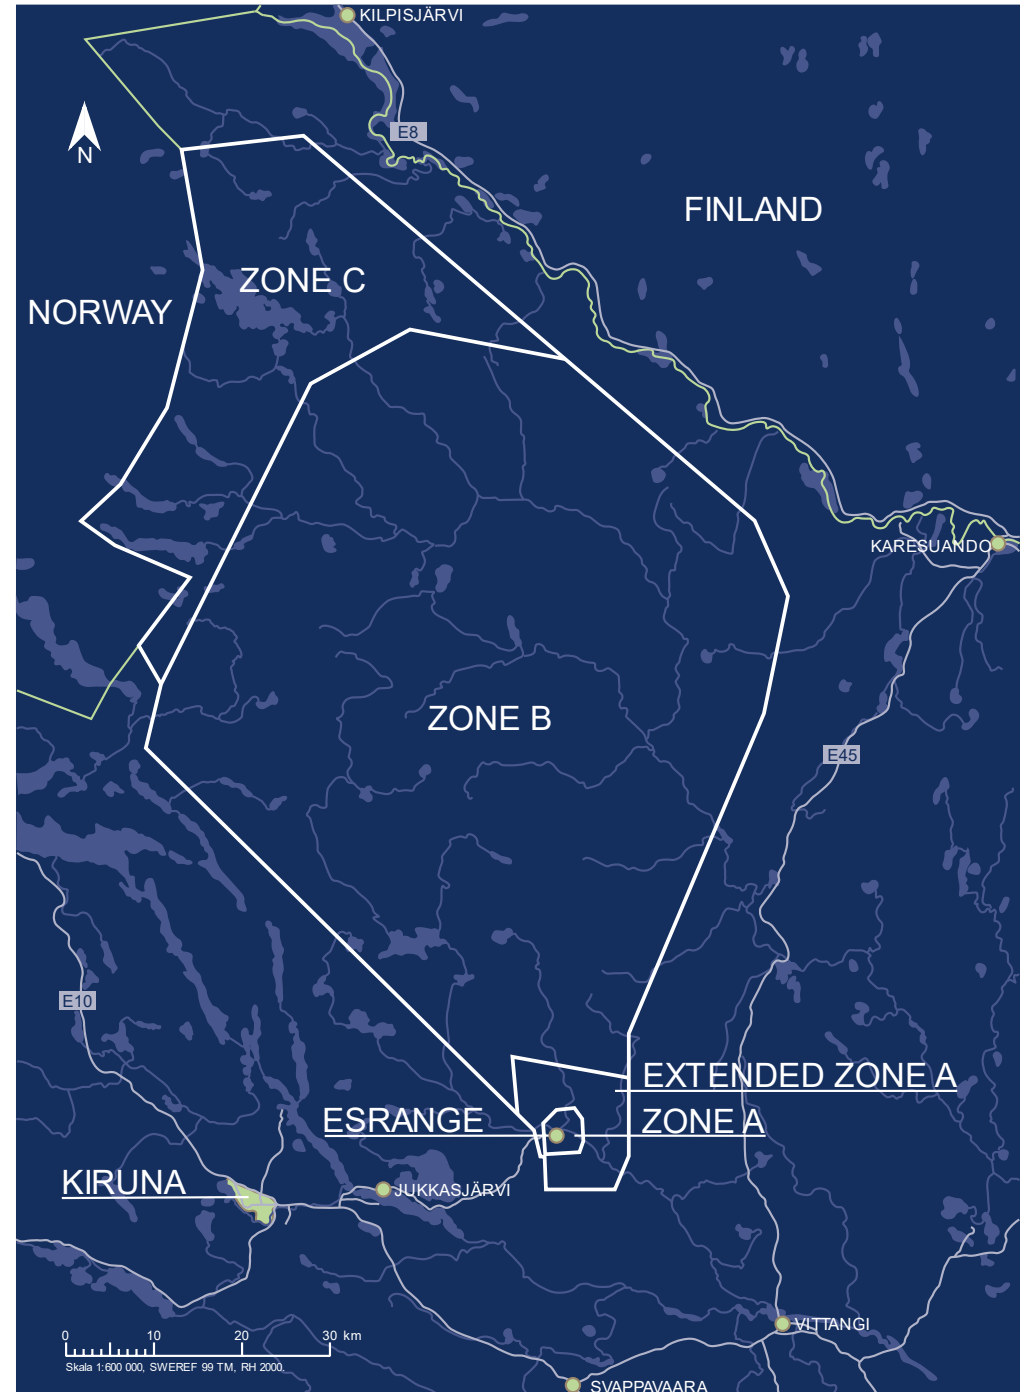 KILPISJÄRVI
E8
N
FINLAND
ZONE C
NORWAY
KARESUANDO
ZONE B
E45
E10
EXTENDED ZONE A
ESRANGE
ZONE A
KIRUNA
JUKKASJÄRVI
VITTANGI
0 10 20 30 km
Skala 1:600 000, SWEREF 99 TM, RH 2000.
SVAPPAVAARA